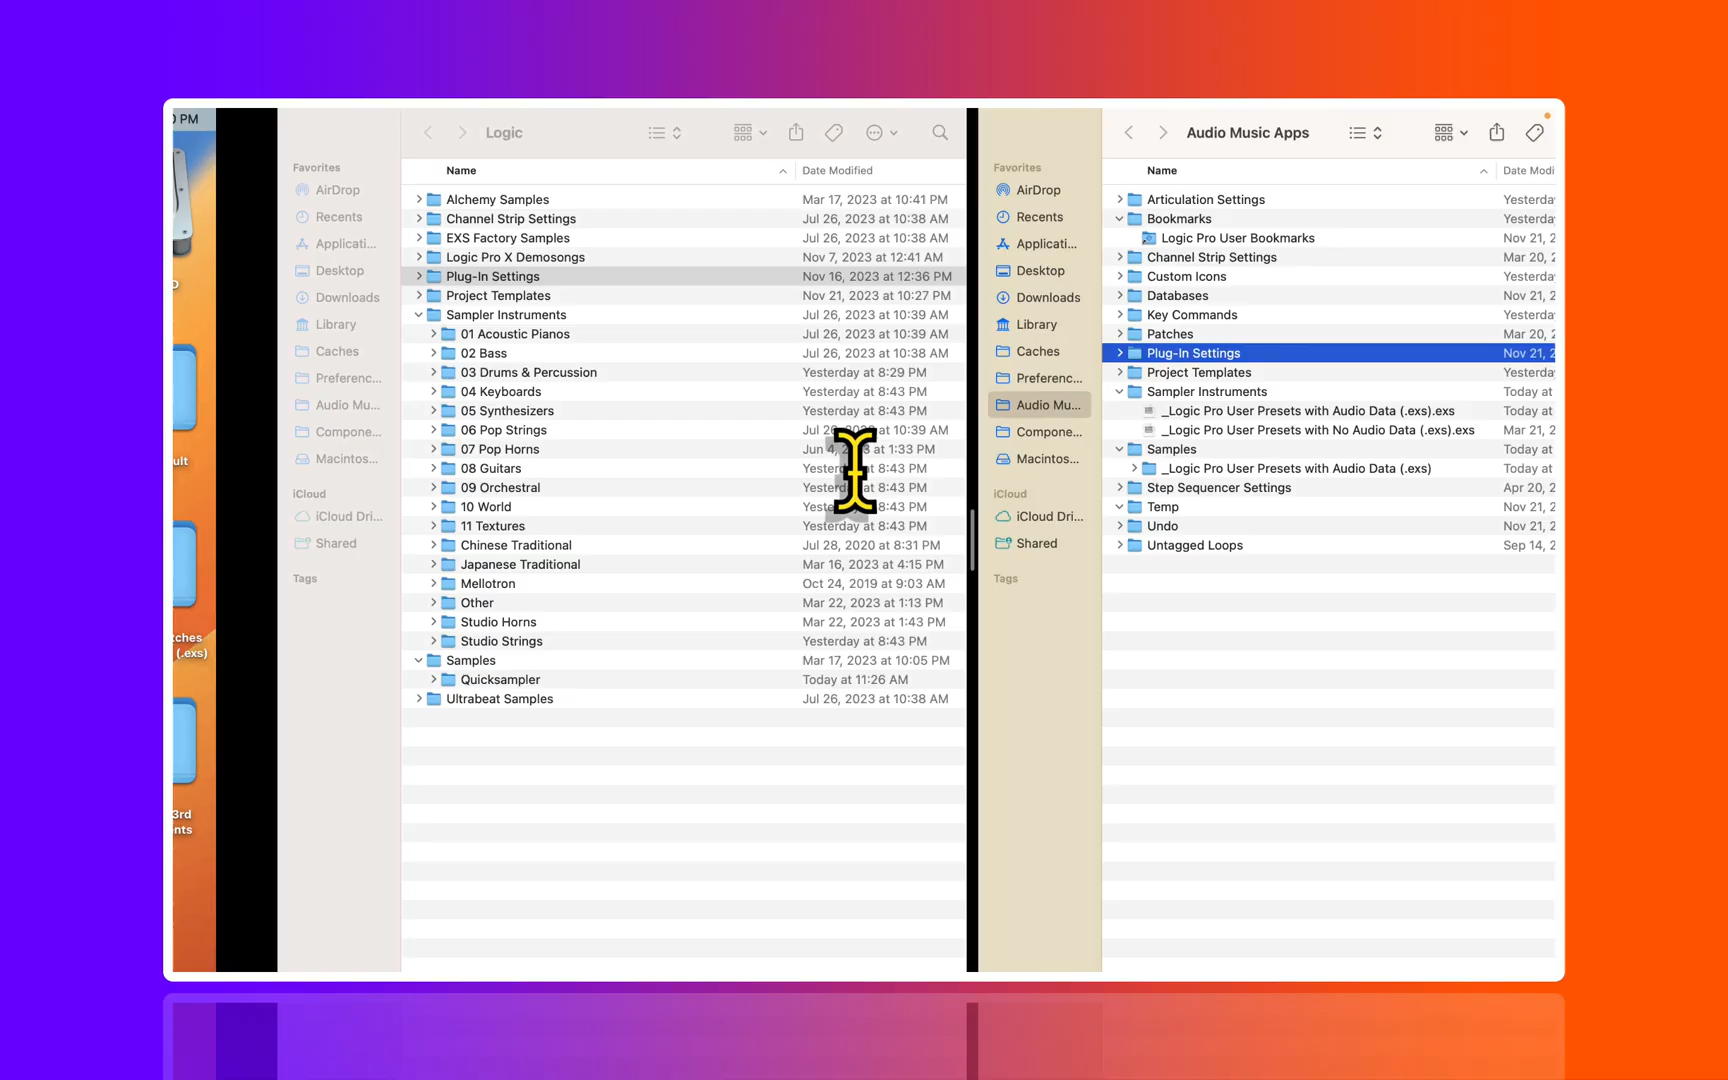 0 PM
ult
tches
(.exs)
3rd
nts
Favorites
AirDrop
Recents
Applicati...
Desktop
Downloads
Library
Caches
Preferenc...
Audio Mu...
Compone...
Macintos...
iCloud
iCloud Dri...
Shared
Tags
Logic
Name Date Modified
Alchemy Samples Mar 17, 2023 at 10:41 PM
Channel Strip Settings Jul 26, 2023 at 10:38 AM
EXS Factory Samples Jul 26, 2023 at 10:38 AM
Logic Pro X Demosongs Nov 7, 2023 at 12:41 AM
Plug-In Settings Nov 16, 2023 at 12:36 PM
Project Templates Nov 21, 2023 at 10:27 PM
Sampler Instruments Jul 26, 2023 at 10:39 AM
01 Acoustic Pianos Jul 26, 2023 at 10:39 AM
02 Bass Jul 26, 2023 at 10:38 AM
03 Drums & Percussion Yesterday at 8:29 PM
04 Keyboards Yesterday at 8:43 PM
05 Synthesizers Yesterday at 8:43 PM
06 Pop Strings Jul 26, at 10:39 AM
07 Pop Horns Jun 4, at 1:33 PM
08 Guitars Yesterday at 8:43 PM
09 Orchestral Yesterday at 8:43 PM
10 World Yesterday at 8:43 PM
11 Textures Yesterday at 8:43 PM
Chinese Traditional Jul 28, 2020 at 8:31 PM
Japanese Traditional Mar 16, 2023 at 4:15 PM
Mellotron Oct 24, 2019 at 9:03 AM
Other Mar 22, 2023 at 1:13 PM
Studio Horns Mar 22, 2023 at 1:43 PM
Studio Strings Yesterday at 8:43 PM
Samples Mar 17, 2023 at 10:05 PM
Quicksampler Today at 11:26 AM
Ultrabeat Samples Jul 26, 2023 at 10:38 AM
Favorites
AirDrop
Recents
Applicati...
Desktop
Downloads
Library
Caches
Preferenc...
Audio Mu...
Compone...
Macintos...
iCloud
iCloud Dri...
Shared
Tags
Audio Music Apps
Name Date Modi
Articulation Settings Yesterda
Bookmarks Yesterda
Logic Pro User Bookmarks Nov 21, 2
Channel Strip Settings Mar 20, 2
Custom Icons Yesterda
Databases Nov 21, 2
Key Commands Yesterda
Patches Mar 20, 2
Plug-In Settings Nov 21, 2
Project Templates Yesterda
Sampler Instruments Today at
_Logic Pro User Presets with Audio Data (.exs).exs Today at
_Logic Pro User Presets with No Audio Data (.exs).exs Mar 21, 2
Samples Today at
_Logic Pro User Presets with Audio Data (.exs) Yesterda
Step Sequencer Settings Apr 20, 2
Temp Nov 21, 2
Undo Nov 21, 2
Untagged Loops Sep 14, 2